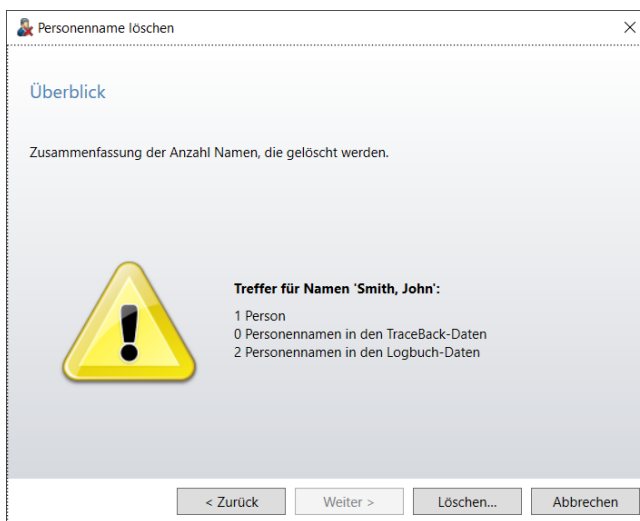 Personenname löschen
Überblick
Zusammenfassung der Anzahl Namen, die gelöscht werden.
Treffer für Namen 'Smith, John':
1 Person
0 Personennamen in den TraceBack-Daten
2 Personennamen in den Logbuch-Daten
< Zurück
Weiter >
Löschen...
Abbrechen